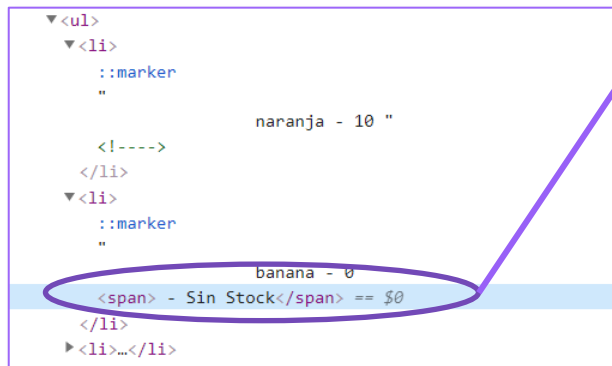 ▼<ul>
▼<li>
::marker
"
naranja - 10 "
<!---->
</li>
▼<li>
::marker
"
banana - 0
<span> - Sin Stock</span> == $0
</li>
▶<li>…</li>